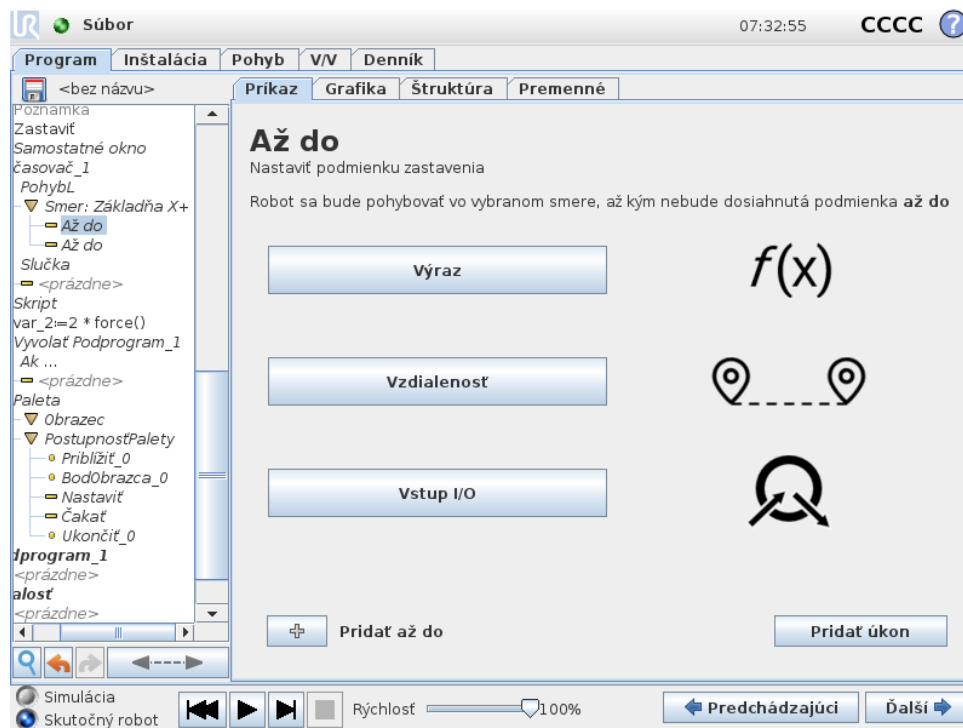 UR Súbor 07:32:55 CCCC ?
Program Inštalácia Pohyb V/V Denník
<bez názvu> Príkaz Grafika Štruktúra Premenné
Poznámka
Zastaviť
Samostatné okno
časovač_1
PohybL
Smer: Základňa X+
Až do
Až do
Slučka
<prázdne>
Skript
var_2:=2 * force()
Vyvolať Podprogram_1
Ak ...
<prázdne>
Paleta
Obrazec
PostupnosťPalety
Priblížiť_0
BodObrazca_0
Nastaviť
Čakať
Ukončiť_0
dprogram_1
<prázdne>
alosť
<prázdne>
Až do
Nastaviť podmienku zastavenia
Robot sa bude pohybovať vo vybranom smere, až kým nebude dosiahnutá podmienka až do
Výraz f(x)
Vzdialenosť
Vstup I/O
Pridať až do Pridať úkon
Simulácia
Skutočný robot
Rýchlosť 100%
Predchádzajúci Ďalší